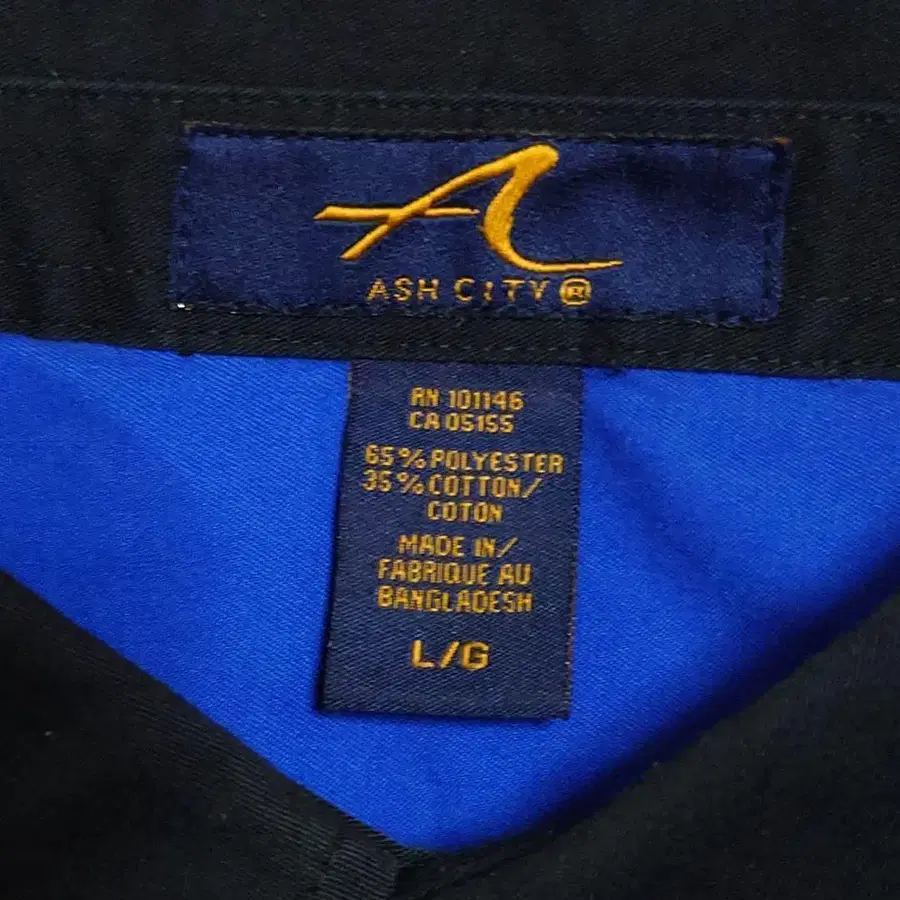 ASH CITY®
RN 101146
CA 05155
65% POLYESTER
35% COTTON/
COTON
MADE IN/
FABRIQUE AU
BANGLADESH
L/G